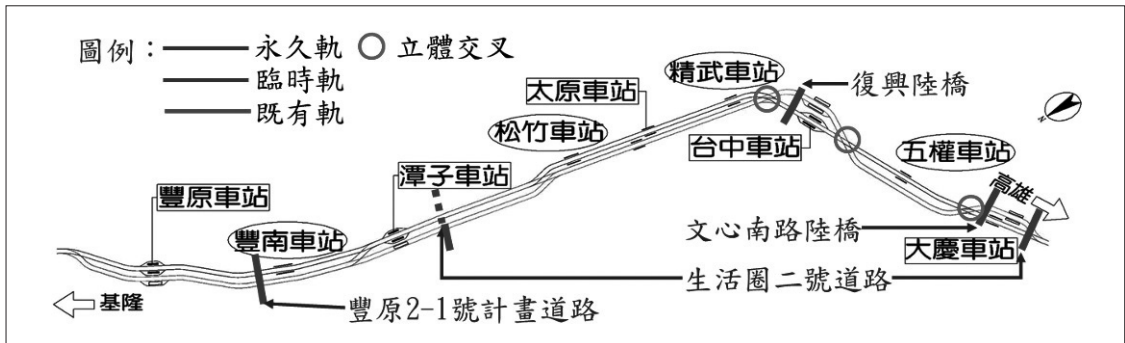 圖例：永久軌 立體交叉
臨時軌
既有軌
精武車站
復興陸橋
太原車站
松竹車站
台中車站
五權車站
潭子車站
高雄
豐原車站
豐南車站
文心南路陸橋
大慶車站
生活圈二號道路
基隆
豐原2-1號計畫道路
N